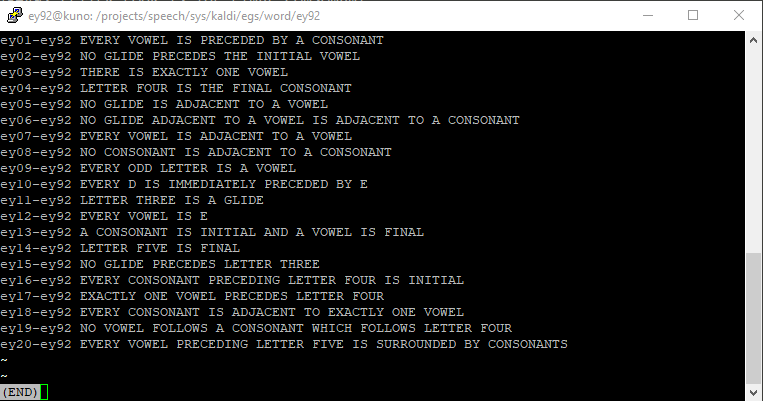 ey92@kuno: /projects/speech/sys/kaldi/egs/word/ey92
ey01-ey92 EVERY VOWEL IS PRECEDED BY A CONSONANT
ey02-ey92 NO GLIDE PRECEDES THE INITIAL VOWEL
ey03-ey92 THERE IS EXACTLY ONE VOWEL
ey04-ey92 LETTER FOUR IS THE FINAL CONSONANT
ey05-ey92 NO GLIDE IS ADJACENT TO A VOWEL
ey06-ey92 NO GLIDE ADJACENT TO A VOWEL IS ADJACENT TO A CONSONANT
ey07-ey92 EVERY VOWEL IS ADJACENT TO A VOWEL
ey08-ey92 NO CONSONANT IS ADJACENT TO A CONSONANT
ey09-ey92 EVERY ODD LETTER IS A VOWEL
ey10-ey92 EVERY D IS IMMEDIATELY PRECEDED BY E
ey11-ey92 LETTER THREE IS A GLIDE
ey12-ey92 EVERY VOWEL IS E
ey13-ey92 A CONSONANT IS INITIAL AND A VOWEL IS FINAL
ey14-ey92 LETTER FIVE IS FINAL
ey15-ey92 NO GLIDE PRECEDES LETTER THREE
ey16-ey92 EVERY CONSONANT PRECEDING LETTER FOUR IS INITIAL
ey17-ey92 EXACTLY ONE VOWEL PRECEDES LETTER FOUR
ey18-ey92 EVERY CONSONANT IS ADJACENT TO EXACTLY ONE VOWEL
ey19-ey92 NO VOWEL FOLLOWS A CONSONANT WHICH FOLLOWS LETTER FOUR
ey20-ey92 EVERY VOWEL PRECEDING LETTER FIVE IS SURROUNDED BY CONSONANTS
~
~
(END)